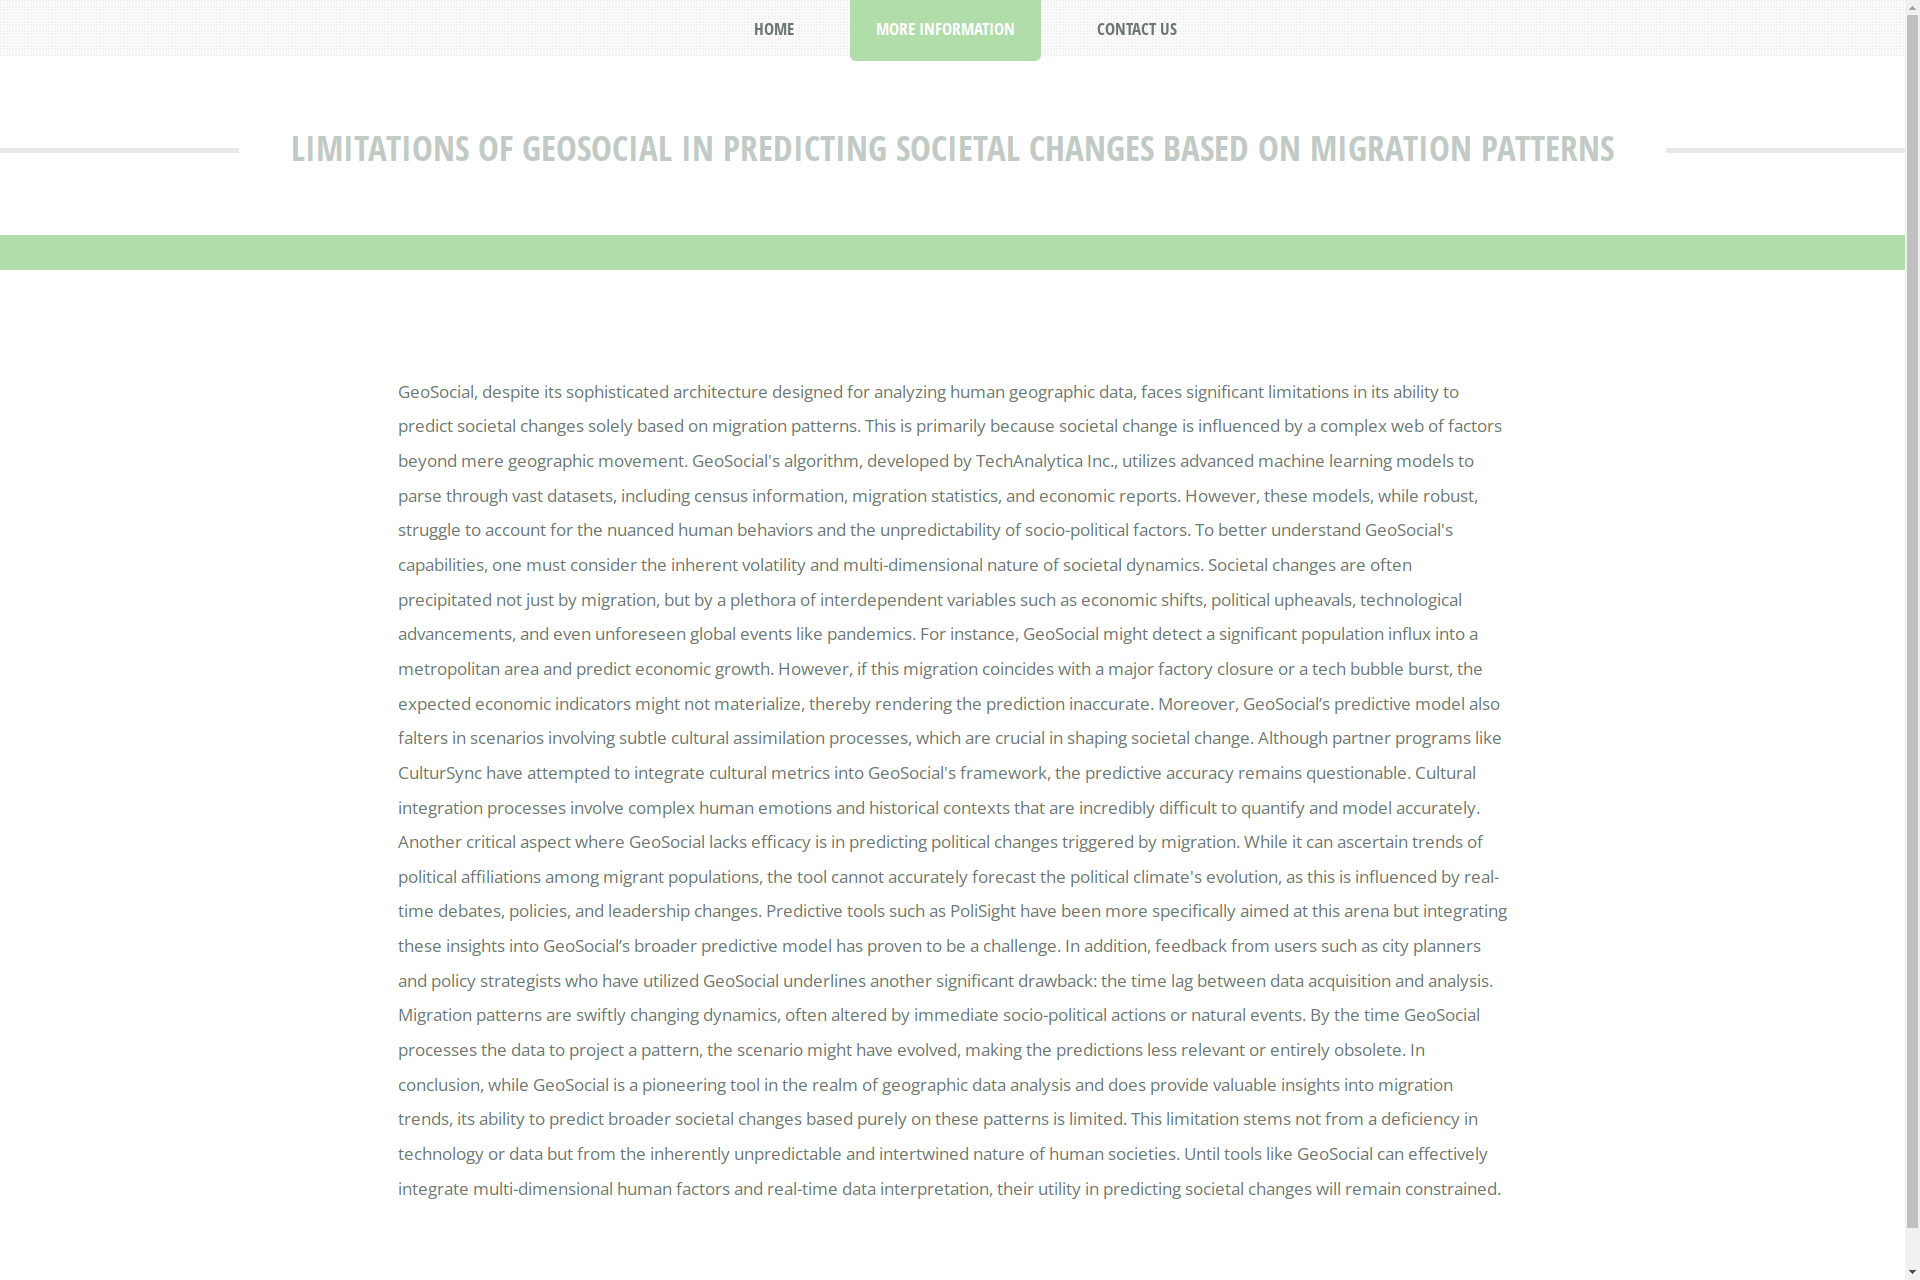 HOME
MORE INFORMATION
CONTACT US
LIMITATIONS OF GEOSOCIAL IN PREDICTING SOCIETAL CHANGES BASED ON MIGRATION PATTERNS
GeoSocial, despite its sophisticated architecture designed for analyzing human geographic data, faces significant limitations in its ability to
predict societal changes solely based on migration patterns. This is primarily because societal change is influenced by a complex web of factors
beyond mere geographic movement. GeoSocial's algorithm, developed by TechAnalytica Inc., utilizes advanced machine learning models to
parse through vast datasets, including census information, migration statistics, and economic reports. However, these models, while robust,
struggle to account for the nuanced human behaviors and the unpredictability of socio-political factors. To better understand GeoSocial's
capabilities, one must consider the inherent volatility and multi-dimensional nature of societal dynamics. Societal changes are often
precipitated not just by migration, but by a plethora of interdependent variables such as economic shifts, political upheavals, technological
advancements, and even unforeseen global events like pandemics. For instance, GeoSocial might detect a significant population influx into a
metropolitan area and predict economic growth. However, if this migration coincides with a major factory closure or a tech bubble burst, the
expected economic indicators might not materialize, thereby rendering the prediction inaccurate. Moreover, GeoSocial’s predictive model also
falters in scenarios involving subtle cultural assimilation processes, which are crucial in shaping societal change. Although partner programs like
CulturSync have attempted to integrate cultural metrics into GeoSocial's framework, the predictive accuracy remains questionable. Cultural
integration processes involve complex human emotions and historical contexts that are incredibly difficult to quantify and model accurately.
Another critical aspect where GeoSocial lacks efficacy is in predicting political changes triggered by migration. While it can ascertain trends of
political affiliations among migrant populations, the tool cannot accurately forecast the political climate's evolution, as this is influenced by real-
time debates, policies, and leadership changes. Predictive tools such as PoliSight have been more specifically aimed at this arena but integrating
these insights into GeoSocial’s broader predictive model has proven to be a challenge. In addition, feedback from users such as city planners
and policy strategists who have utilized GeoSocial underlines another significant drawback: the time lag between data acquisition and analysis.
Migration patterns are swiftly changing dynamics, often altered by immediate socio-political actions or natural events. By the time GeoSocial
processes the data to project a pattern, the scenario might have evolved, making the predictions less relevant or entirely obsolete. In
conclusion, while GeoSocial is a pioneering tool in the realm of geographic data analysis and does provide valuable insights into migration
trends, its ability to predict broader societal changes based purely on these patterns is limited. This limitation stems not from a deficiency in
technology or data but from the inherently unpredictable and intertwined nature of human societies. Until tools like GeoSocial can effectively
integrate multi-dimensional human factors and real-time data interpretation, their utility in predicting societal changes will remain constrained.